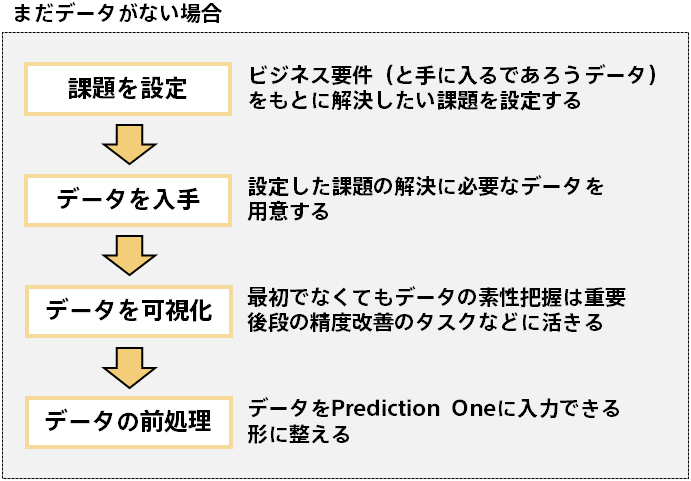 まだデータがない場合
課題を設定
ビジネス要件（と手に入るであろうデータ）
をもとに解決したい課題を設定する
データを入手
設定した課題の解決に必要なデータを
用意する
データを可視化
最初でなくてもデータの素性把握は重要
後段の精度改善のタスクなどに活きる
データの前処理
データをPrediction Oneに入力できる
形に整える